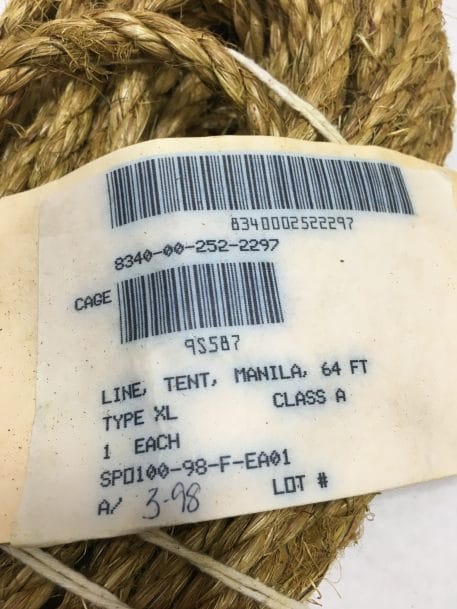 8340002522297
8340-00-252-2297
CAGE
9S587
LINE, TENT, MANILA, 64 FT
TYPE XL CLASS A
1 EACH
SPO100-98-F-EA01
A/ 3-98 LOT #